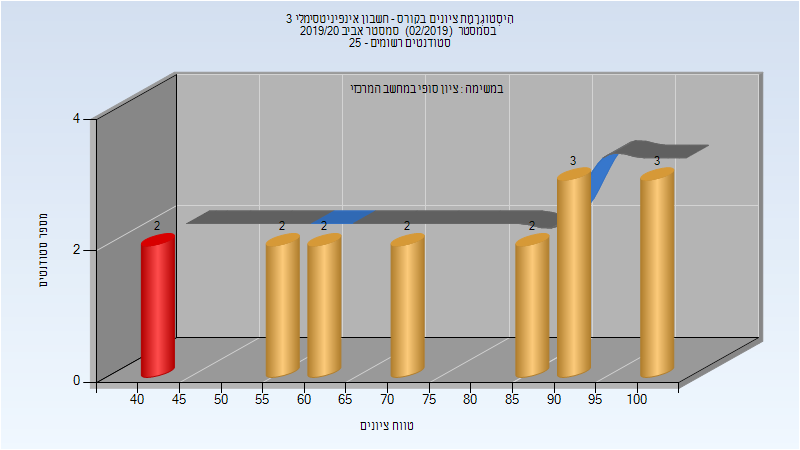 היסטוגרמת ציונים בקורס - חשבון אינפיניטסימלי 3
בסמסטר (02/2019) סמסטר אביב 2019/20
סטודנטים רשומים - 25
במשימה : ציון סופי במחשב המרכזי
מספר סטודנטים
4
2
0
2
2
2
2
2
3
3
40 45 50 55 60 65 70 75 80 85 90 95 100
טווח ציונים